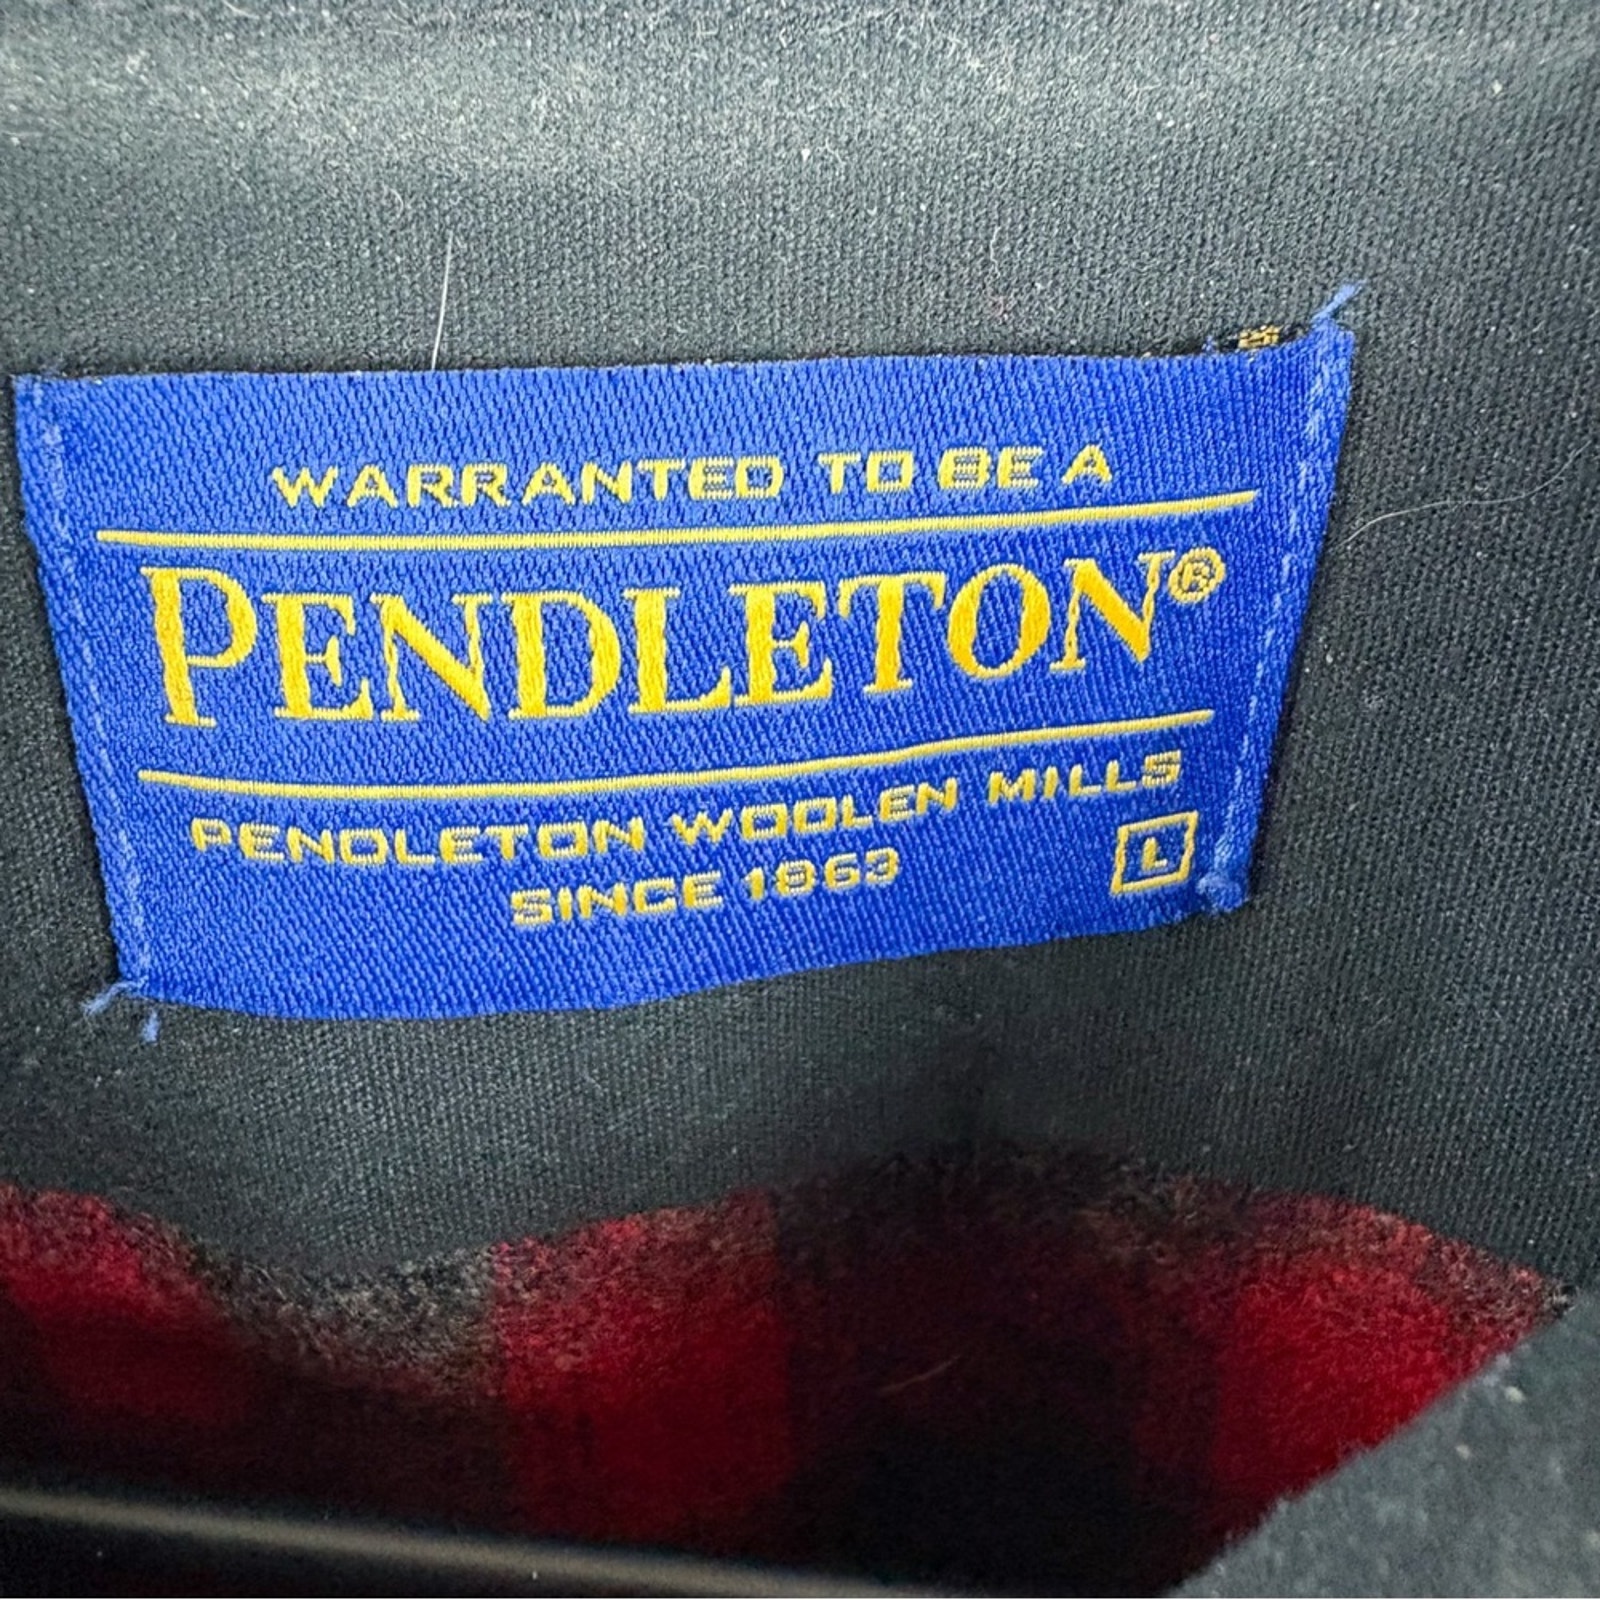 WARRANTED TO BE A
PENDLETON®
PENDLETON WOOLEN MILLS
SINCE 1863
L